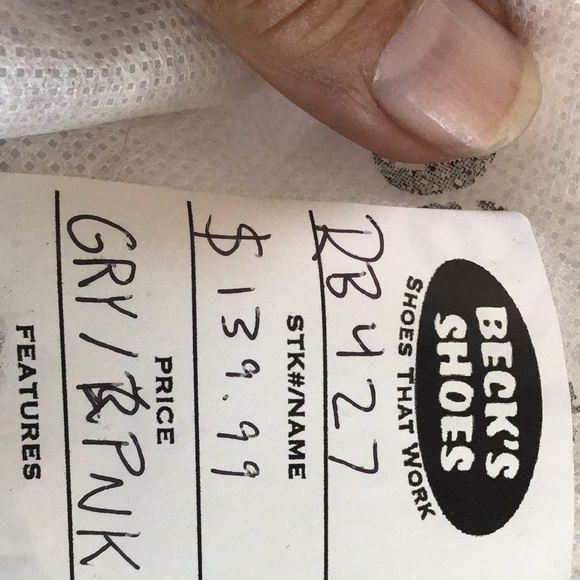 BECK'S
SHOES
SHOES THAT WORK
RB427
STK#/NAME
$139.99
PRICE
GRY/PNK
FEATURES